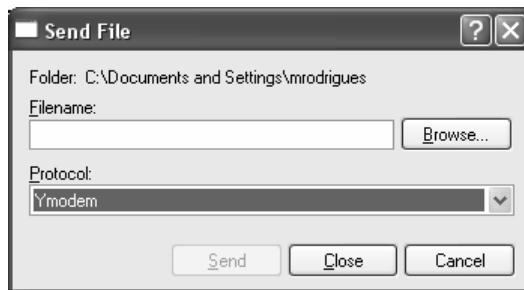 Send File
Folder: C:\Documents and Settings\mrodrigues
Filename:
Browse...
Protocol:
Ymodem
Send Close Cancel